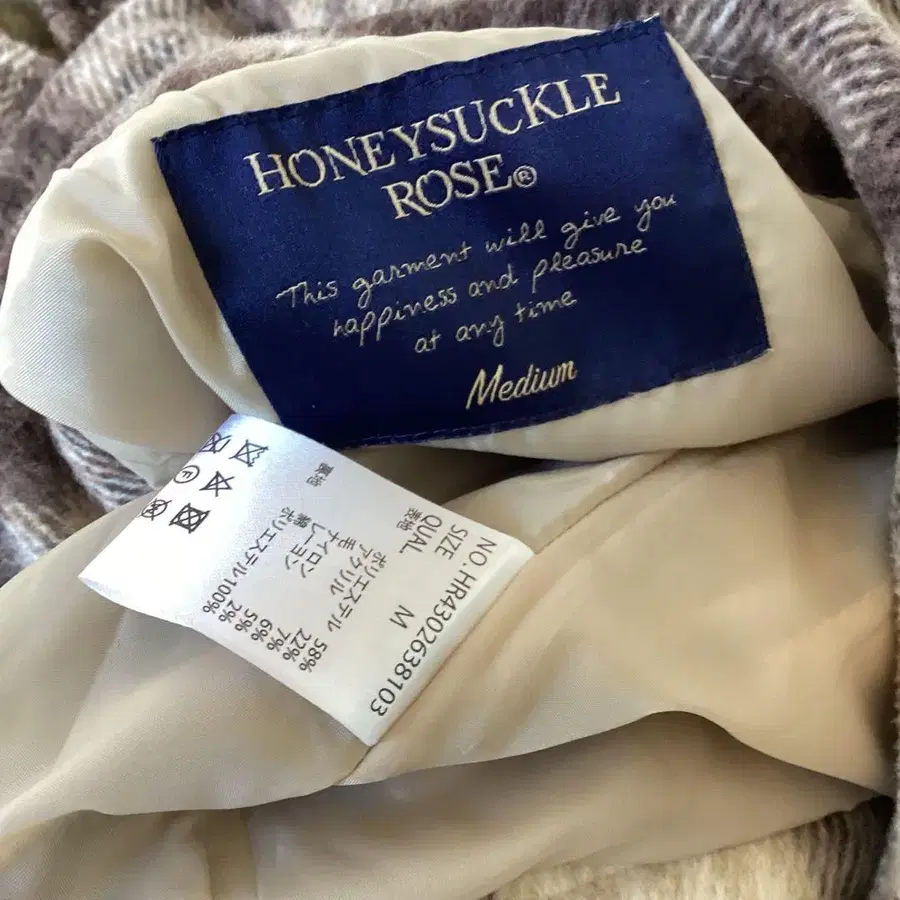 HONEYSUCKLE
ROSE®
This garment will give you
happiness and pleasure
at any time
Medium
NO.HR4302638103
SIZE M
QUAL.
表地 ポリエステル 58%
アクリル 22%
毛 7%
ナイロン 6%
レーヨン 5%
綿 2%
裏地 ポリエステル100%
F